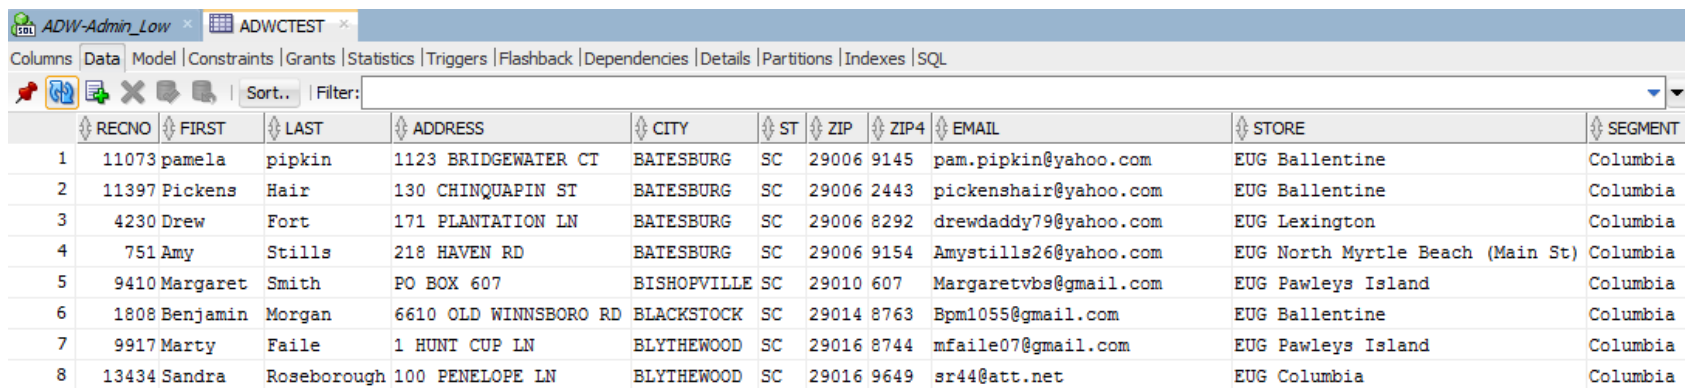 ADW-Admin_Low ADWCTEST
Columns Data Model Constraints Grants Statistics Triggers Flashback Dependencies Details Partitions Indexes SQL
Sort.. Filter:
RECNO FIRST LAST ADDRESS CITY ST ZIP ZIP4 EMAIL STORE SEGMENT
1 11073 pamela pipkin 1123 BRIDGEWATER CT BATESBURG SC 29006 9145 pam.pipkin@yahoo.com EUG Ballentine Columbia
2 11397 Pickens Hair 130 CHINQUAPIN ST BATESBURG SC 29006 2443 pickenshair@yahoo.com EUG Ballentine Columbia
3 4230 Drew Fort 171 PLANTATION LN BATESBURG SC 29006 8292 drewdaddy79@yahoo.com EUG Lexington Columbia
4 751 Amy Stills 218 HAVEN RD BATESBURG SC 29006 9154 Amystills26@yahoo.com EUG North Myrtle Beach (Main St) Columbia
5 9410 Margaret Smith PO BOX 607 BISHOPVILLE SC 29010 607 Margaretvbs@gmail.com EUG Pawleys Island Columbia
6 1808 Benjamin Morgan 6610 OLD WINNSBORO RD BLACKSTOCK SC 29014 8763 Bpm1055@gmail.com EUG Ballentine Columbia
7 9917 Marty Faile 1 HUNT CUP LN BLYTHEWOOD SC 29016 8744 mfaile07@gmail.com EUG Pawleys Island Columbia
8 13434 Sandra Roseborough 100 PENELOPE LN BLYTHEWOOD SC 29016 9649 sr44@att.net EUG Columbia Columbia